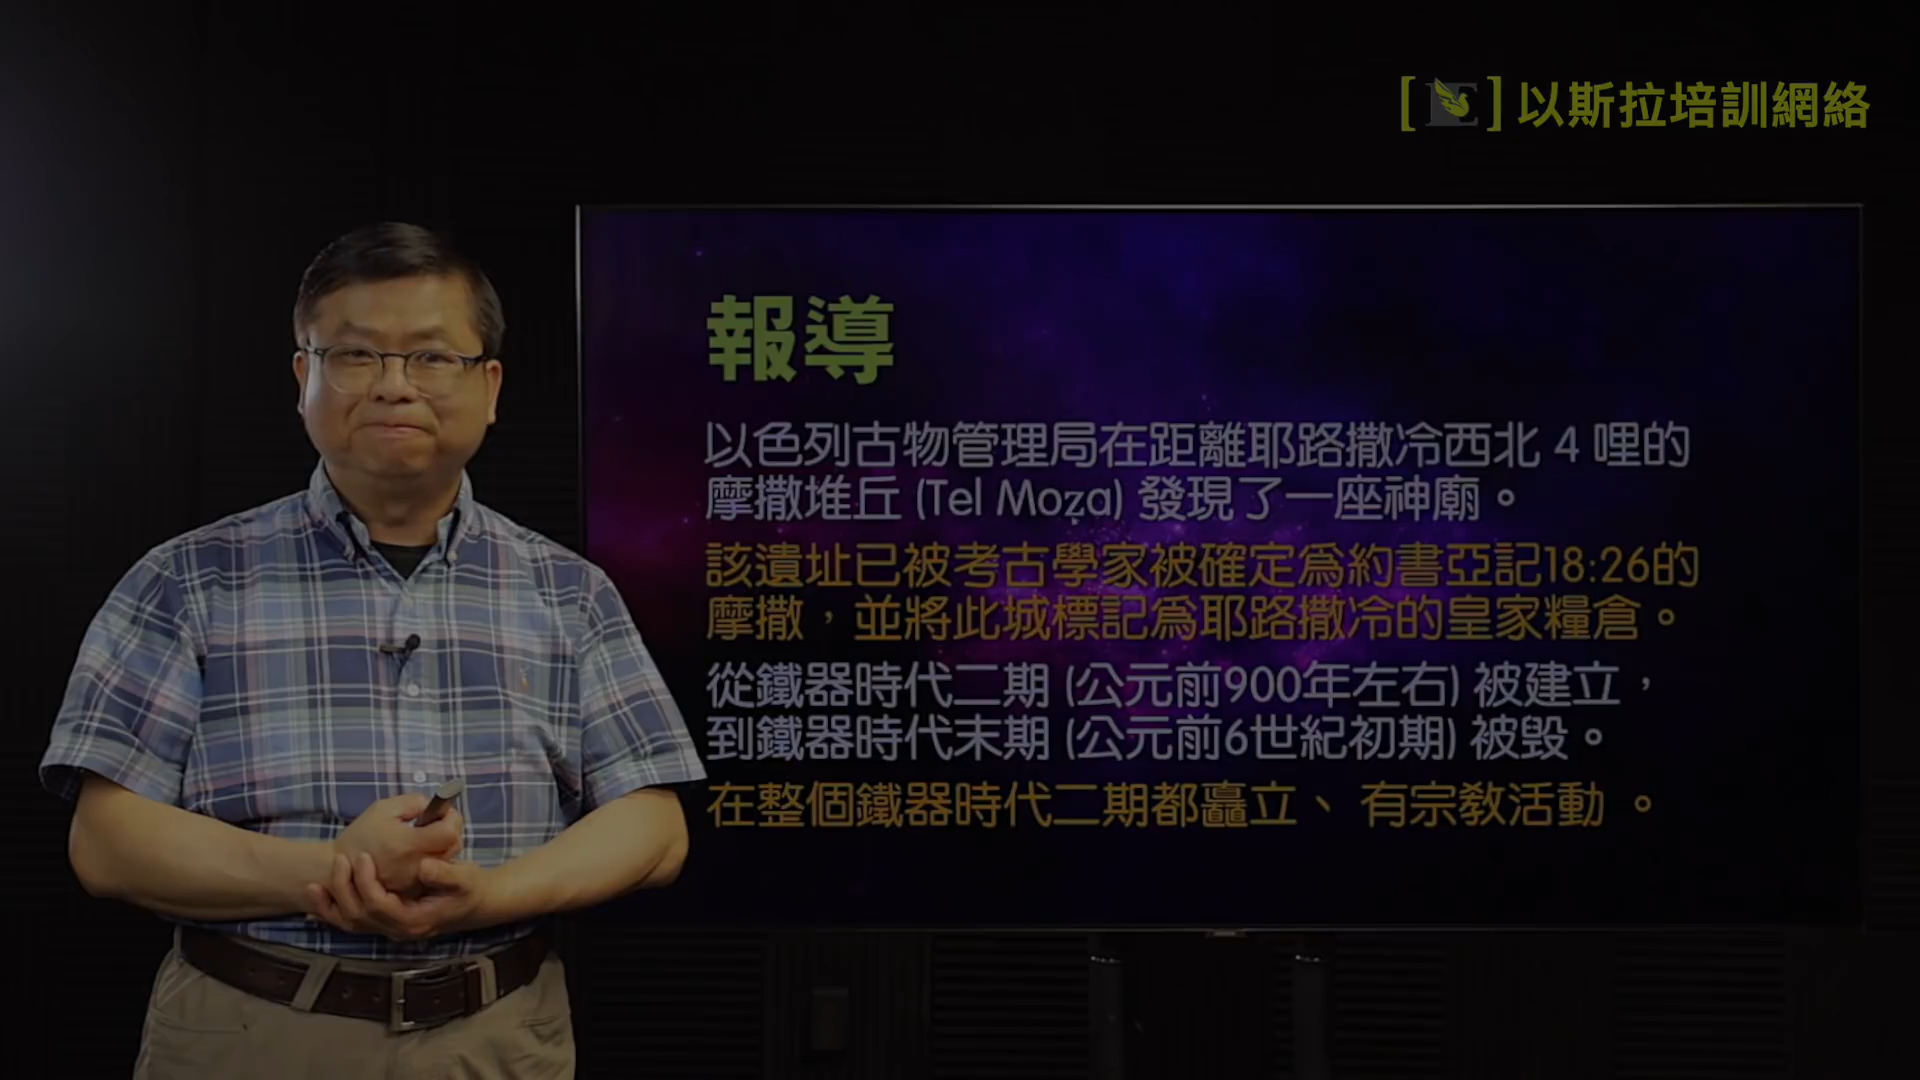 以斯拉培訓網絡
報導
以色列古物管理局在距離耶路撒冷西北 4 哩的
摩撒堆丘 (Tel Moẓa) 發現了一座神廟。
該遺址已被考古學家被確定為約書亞記18:26的
摩撒，並將此城標記為耶路撒冷的皇家糧倉。
從鐵器時代二期 (公元前900年左右) 被建立，
到鐵器時代末期 (公元前6世紀初期) 被毀。
在整個鐵器時代二期都矗立、 有宗教活動 。